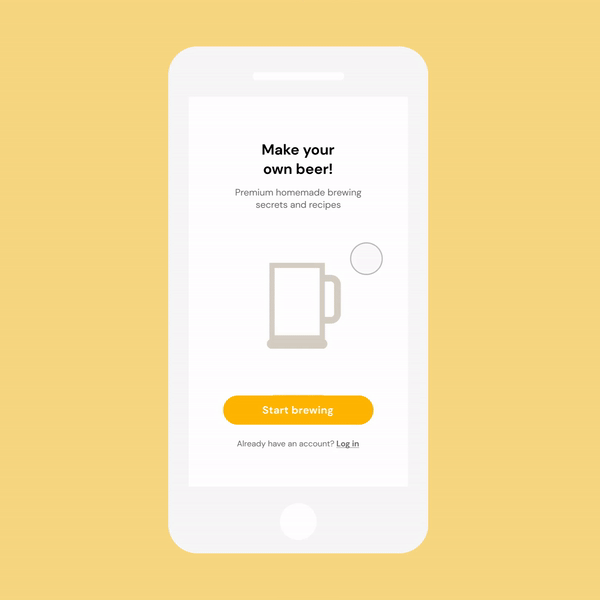 Make your
own beer!
Premium homemade brewing
secrets and recipes
Start brewing
Already have an account? Log in